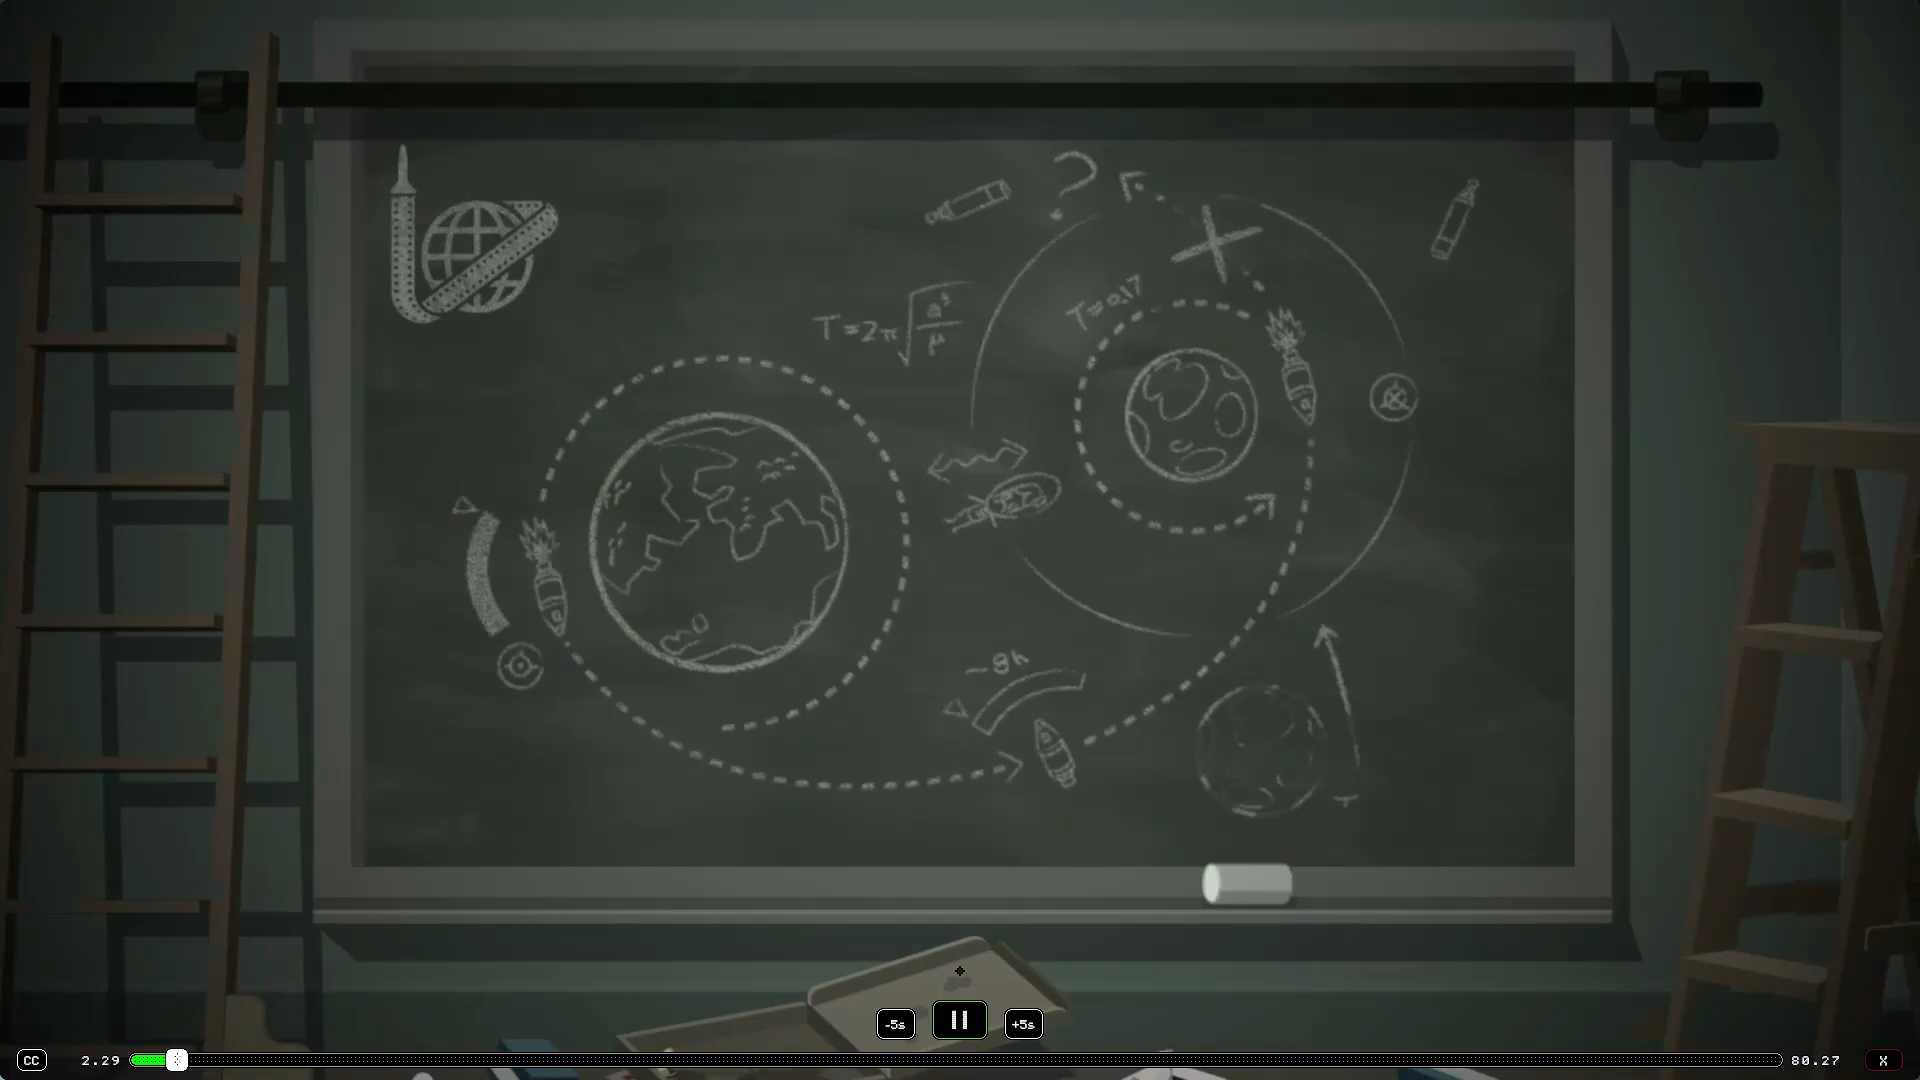 ?
T=0.17
T=2π√a³/μ
~8h
-5s
+5s
CC
2.29
80.27
X